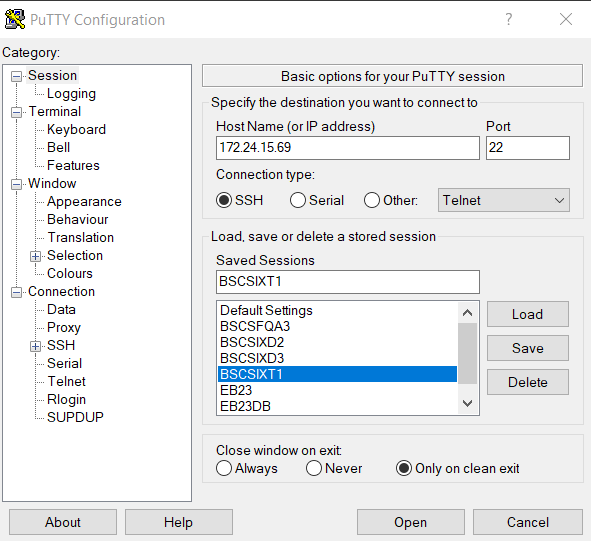 PuTTY Configuration
?
Category:
Session
Logging
Terminal
Keyboard
Bell
Features
Window
Appearance
Behaviour
Translation
Selection
Colours
Connection
Data
Proxy
SSH
Serial
Telnet
Rlogin
SUPDUP
Basic options for your PuTTY session
Specify the destination you want to connect to
Host Name (or IP address) Port
172.24.15.69 22
Connection type:
SSH Serial Other: Telnet
Load, save or delete a stored session
Saved Sessions
BSCSIXT1
Default Settings
BSCSFQA3
BSCSIXD2
BSCSIXD3
BSCSIXT1
EB23
EB23DB
Load
Save
Delete
Close window on exit:
Always Never Only on clean exit
About Help Open Cancel